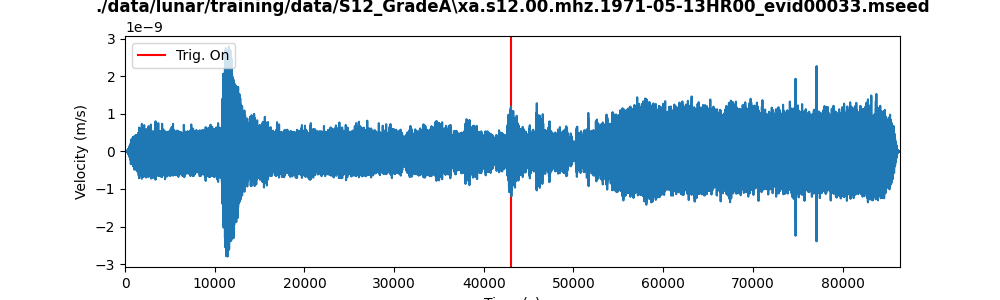 ./data/lunar/training/data/S12_GradeA\xa.s12.00.mhz.1971-05-13HR00_evid00033.mseed
1e−9
Trig. On
3
2
1
0
−1
−2
−3
Velocity (m/s)
0 10000 20000 30000 40000 50000 60000 70000 80000